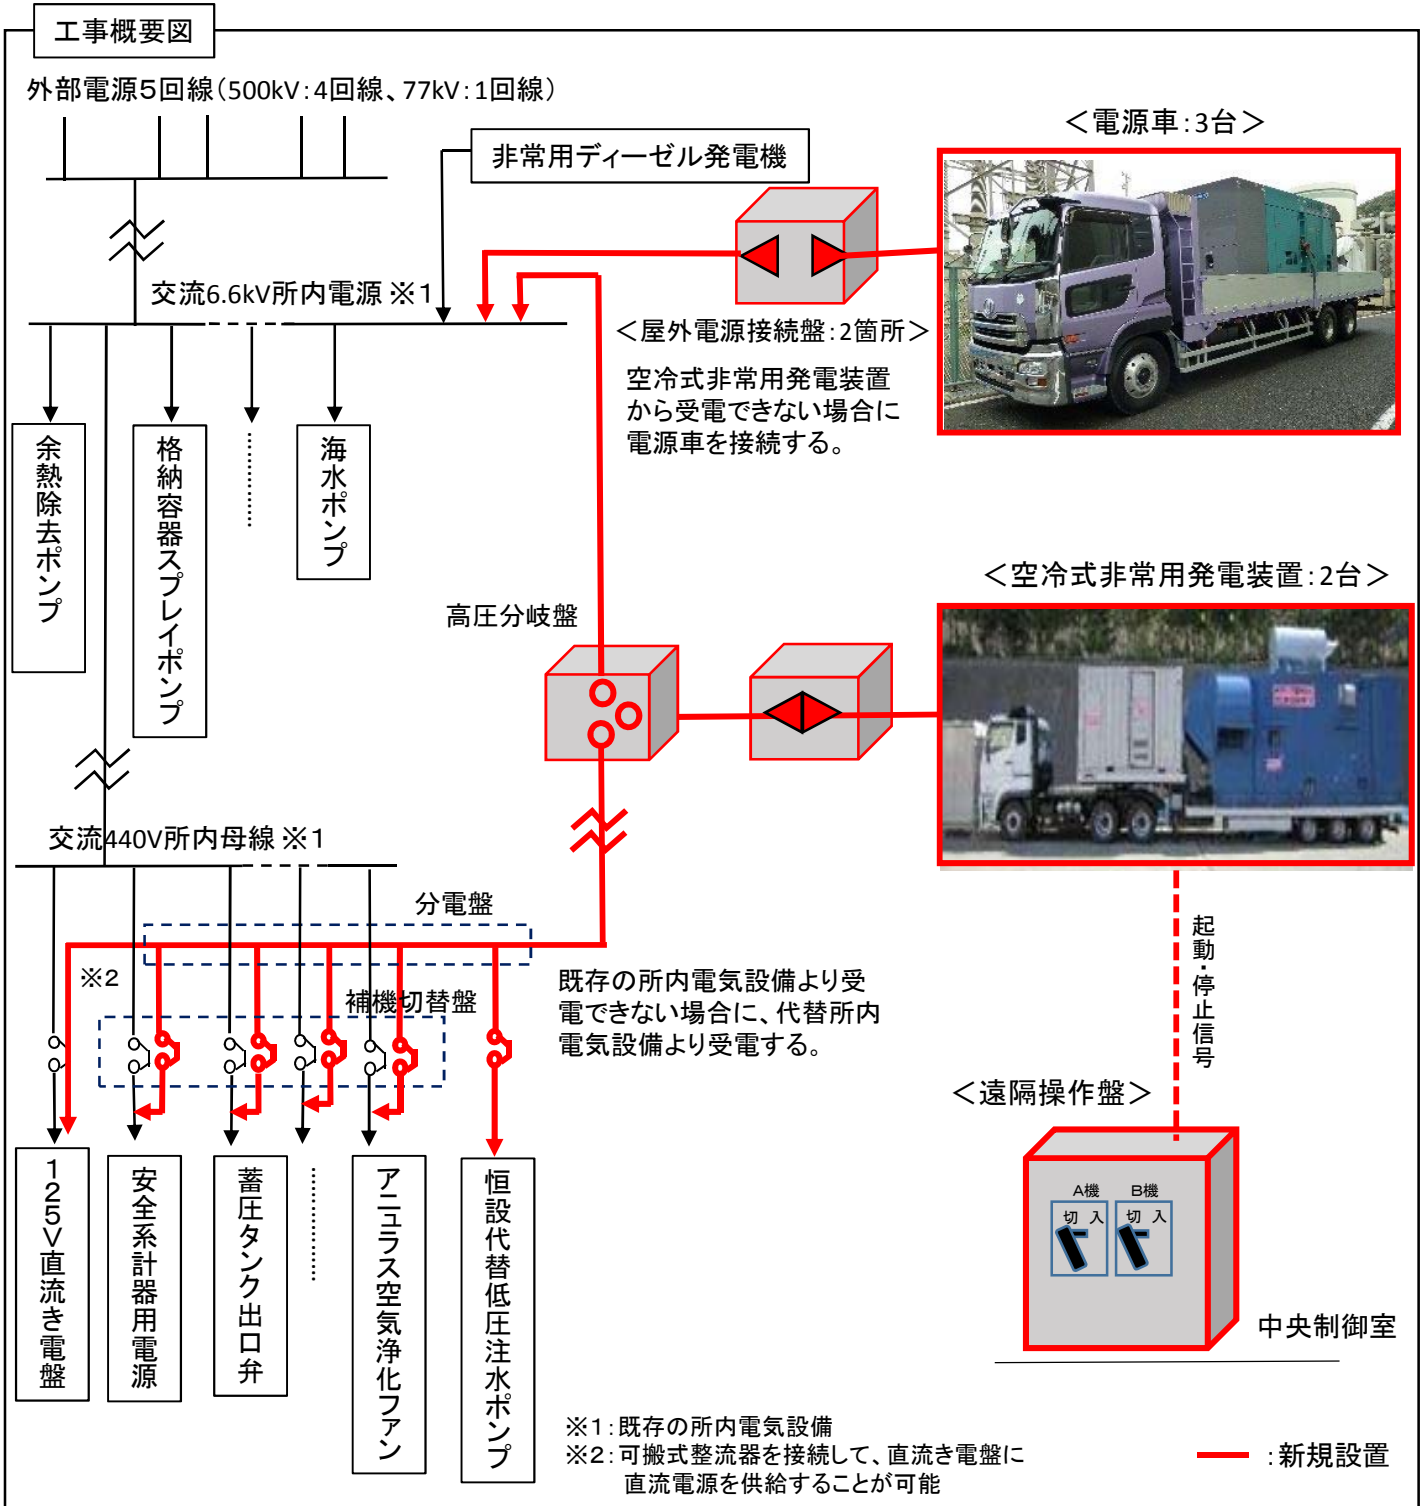 工事概要図
外部電源5回線(500kV:4回線、77kV:1回線)
＜電源車:3台＞
非常用ディーゼル発電機
交流6.6kV所内電源 ※1
＜屋外電源接続盤:2箇所＞
空冷式非常用発電装置
から受電できない場合に
電源車を接続する。
余熱除去ポンプ
格納容器スプレイポンプ
海水ポンプ
＜空冷式非常用発電装置:2台＞
高圧分岐盤
交流440V所内母線 ※1
分電盤
※2
補機切替盤
既存の所内電気設備より受
電できない場合に、代替所内
電気設備より受電する。
起動・停止信号
＜遠隔操作盤＞
A機 B機
切 入 切 入
中央制御室
125V直流き電盤
安全系計器用電源
蓄圧タンク出口弁
アニュラス空気浄化ファン
恒設代替低圧注水ポンプ
※1:既存の所内電気設備
※2:可搬式整流器を接続して、直流き電盤に
直流電源を供給することが可能
:新規設置